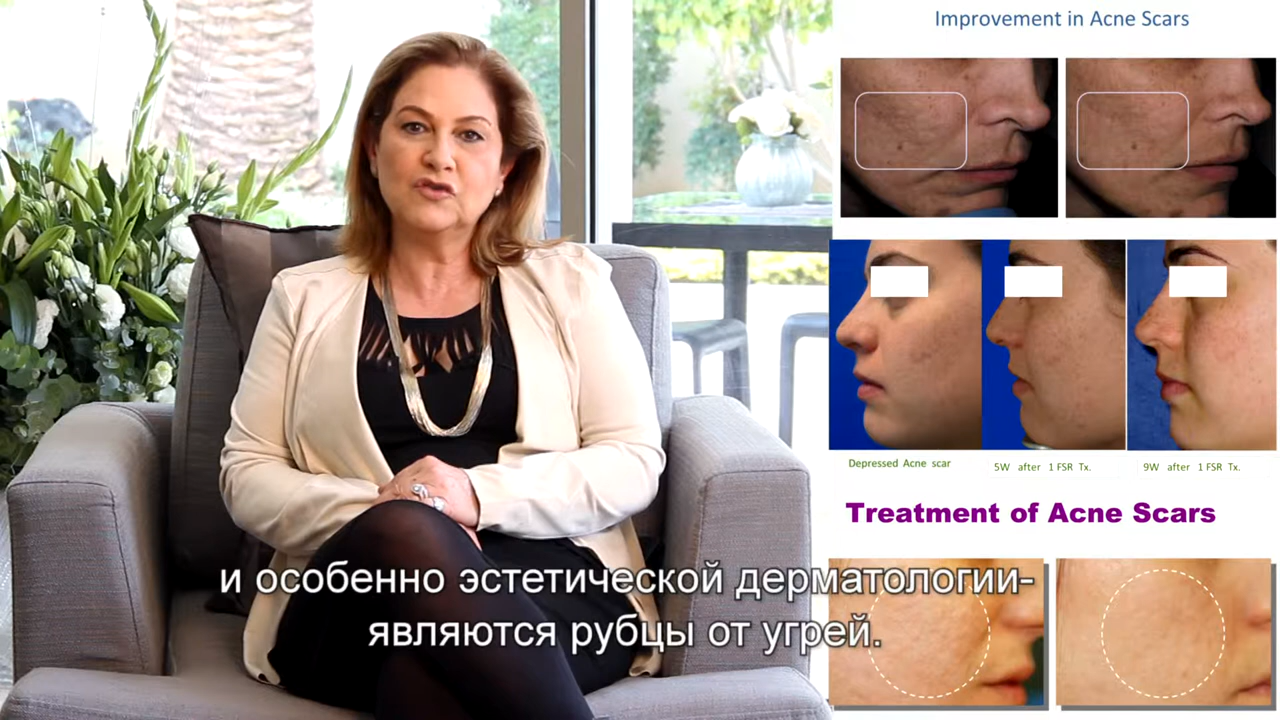 Improvement in Acne Scars
Depressed Acne scar
5W after 1 FSR Tx.
9W after 1 FSR Tx.
Treatment of Acne Scars
и особенно эстетической дерматологии-
являются рубцы от угрей.